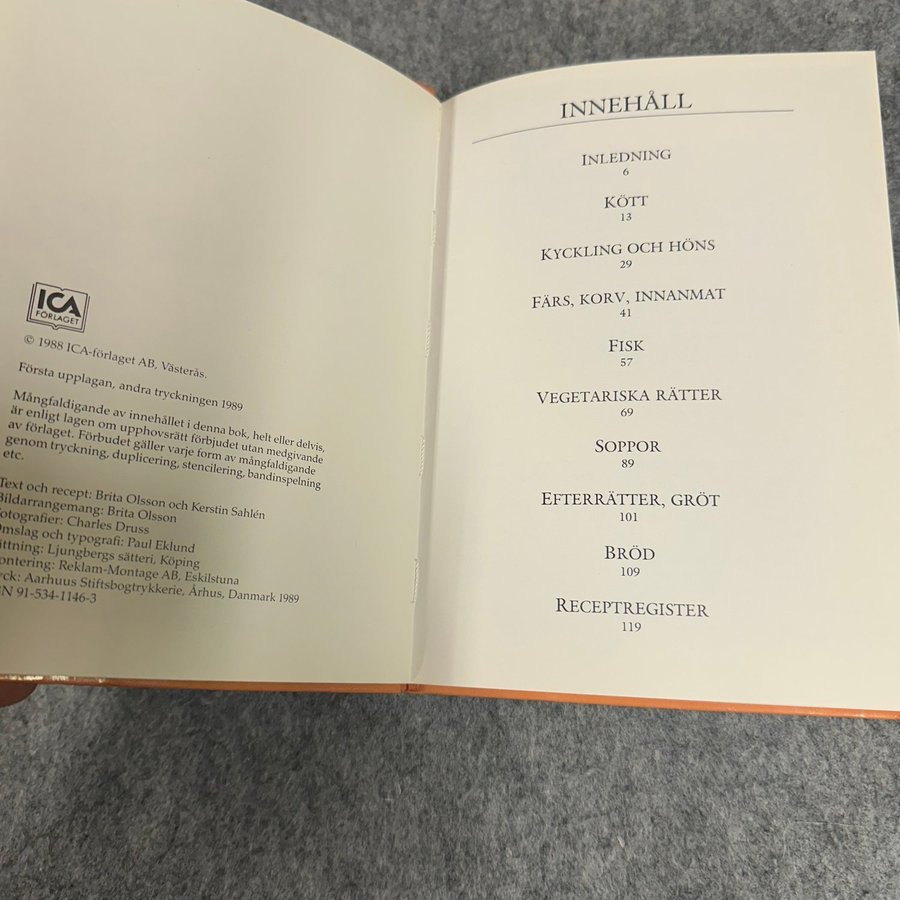 ICA
FÖRLAGET
© 1988 ICA-förlaget AB, Västerås.
Första upplagan, andra tryckningen 1989
Mångfaldigande av innehållet i denna bok, helt eller delvis,
är enligt lagen om upphovsrätt förbjudet utan medgivande
av förlaget. Förbudet gäller varje form av mångfaldigande
genom tryckning, duplicering, stencilering, bandinspelning
etc.
Text och recept: Brita Olsson och Kerstin Sahlén
Bildarrangemang: Brita Olsson
Fotografier: Charles Druss
Omslag och typografi: Paul Eklund
Sättning: Ljungbergs sätteri, Köping
Montering: Reklam-Montage AB, Eskilstuna
Tryck: Aarhuus Stiftsbogtrykkerie, Århus, Danmark 1989
ISBN 91-534-1146-3
INNEHÅLL
INLEDNING
6
KÖTT
13
KYCKLING OCH HÖNS
29
FÄRS, KORV, INNANMAT
41
FISK
57
VEGETARISKA RÄTTER
69
SOPPOR
89
EFTERRÄTTER, GRÖT
101
BRÖD
109
RECEPTREGISTER
119